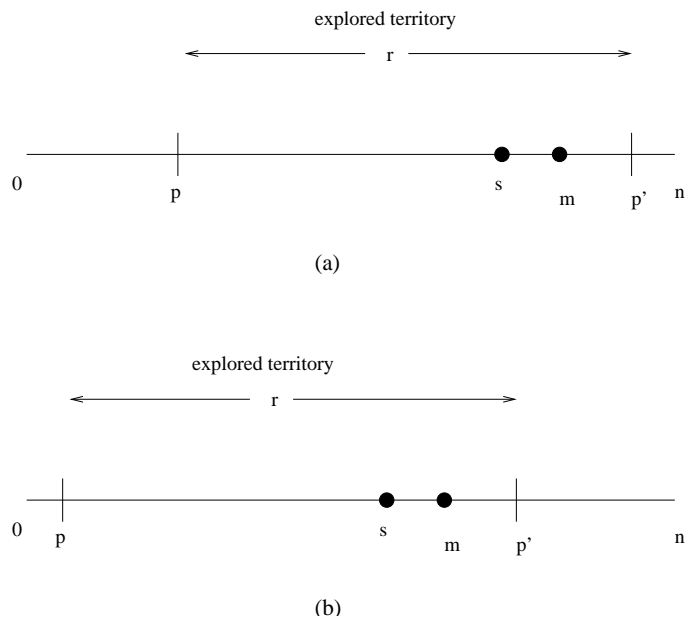 explored territory
r
0 p s m p' n
(a)
explored territory
r
0 p s m p' n
(b)